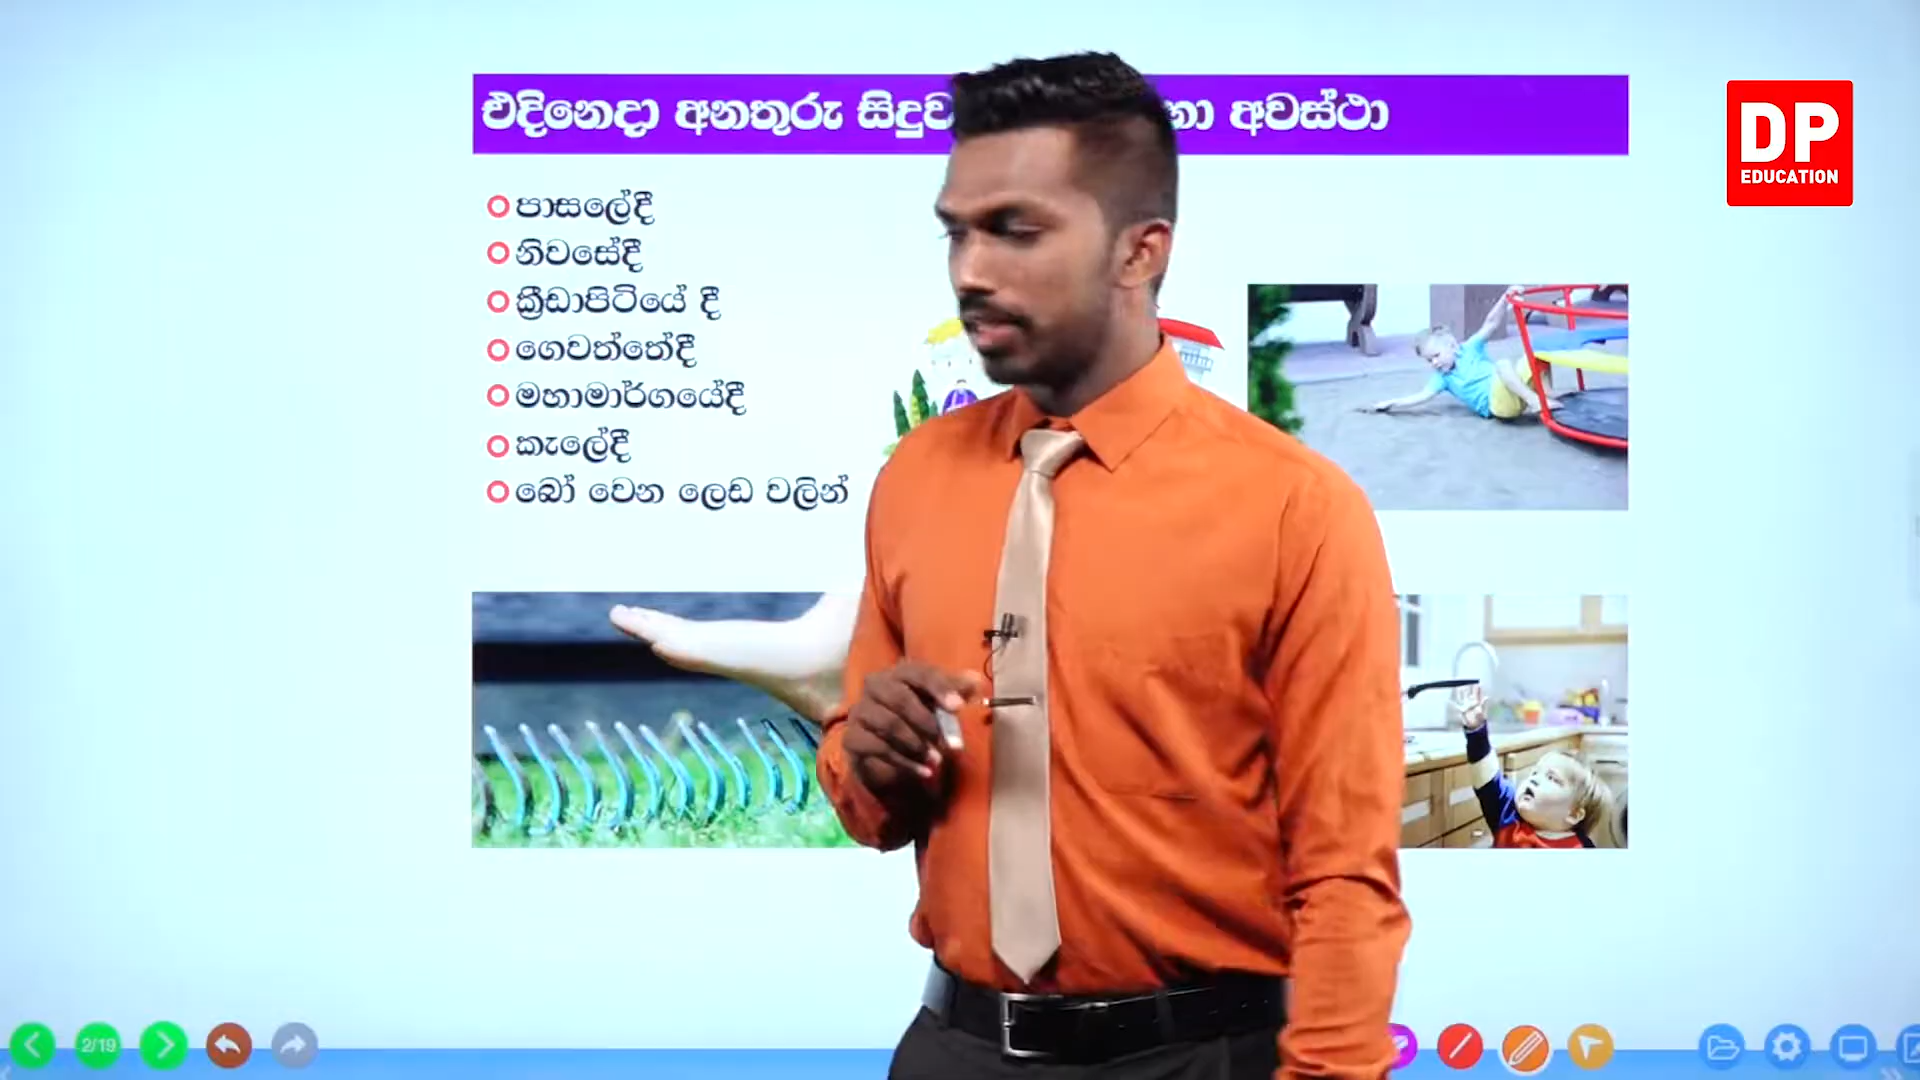 එදිනෙදා අනතුරු අවස්ථා
DP
EDUCATION
පාසලේදී
නිවසේදී
ක්‍රීඩාපිටියේ දී
ගෙවත්තේදී
මහාමාර්ගයේදී
කැලේදී
බෝ වෙන ලෙඩ වලින්
2/19